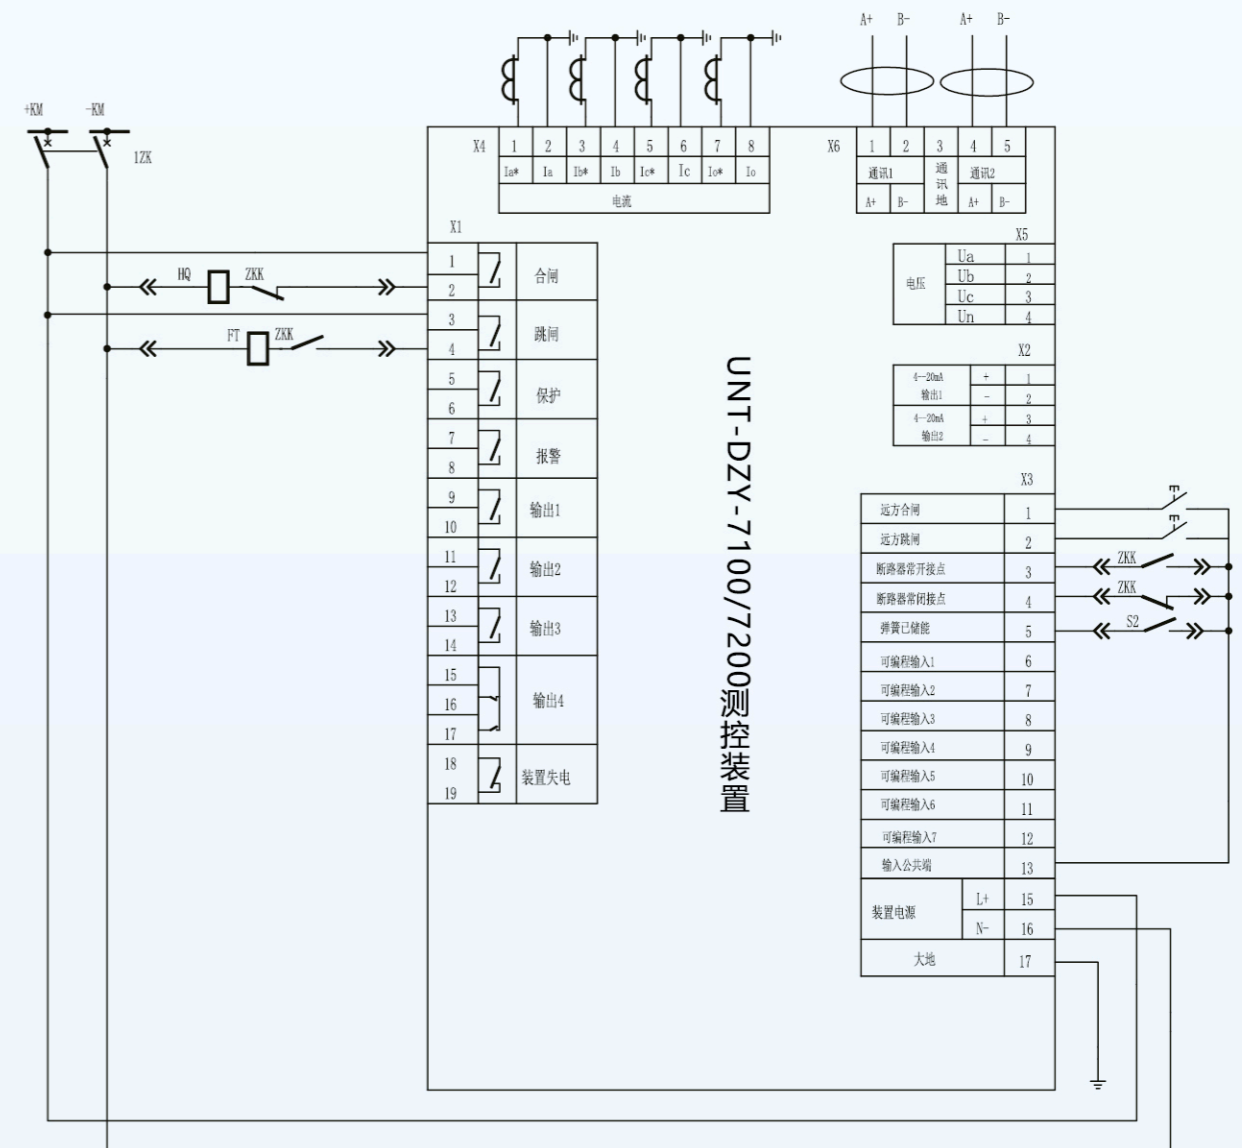 A+ B- A+ B-
+KM -KM
1ZK
X4 1 2 3 4 5 6 7 8
Ia* Ia Ib* Ib Ic* Ic Io* Io
电流
X6 1 2 3 4 5
通讯1 通讯地 通讯2
A+ B- A+ B-
X1
1
2
合闸
3
4
跳闸
5
6
保护
7
8
报警
9
10
输出1
11
12
输出2
13
14
输出3
15
16
17
输出4
18
19
装置失电
HQ ZKK
FT ZKK
UNT-DZY-7100/7200测控装置
X5
电压
Ua 1
Ub 2
Uc 3
Un 4
X2
4--20mA + 1
输出1 - 2
4--20mA + 3
输出2 - 4
X3
远方合闸 1
远方跳闸 2
断路器常开接点 3 ZKK
断路器常闭接点 4 ZKK
弹簧已储能 5 S2
可编程输入1 6
可编程输入2 7
可编程输入3 8
可编程输入4 9
可编程输入5 10
可编程输入6 11
可编程输入7 12
输入公共端 13
装置电源
L+ 15
N- 16
大地 17